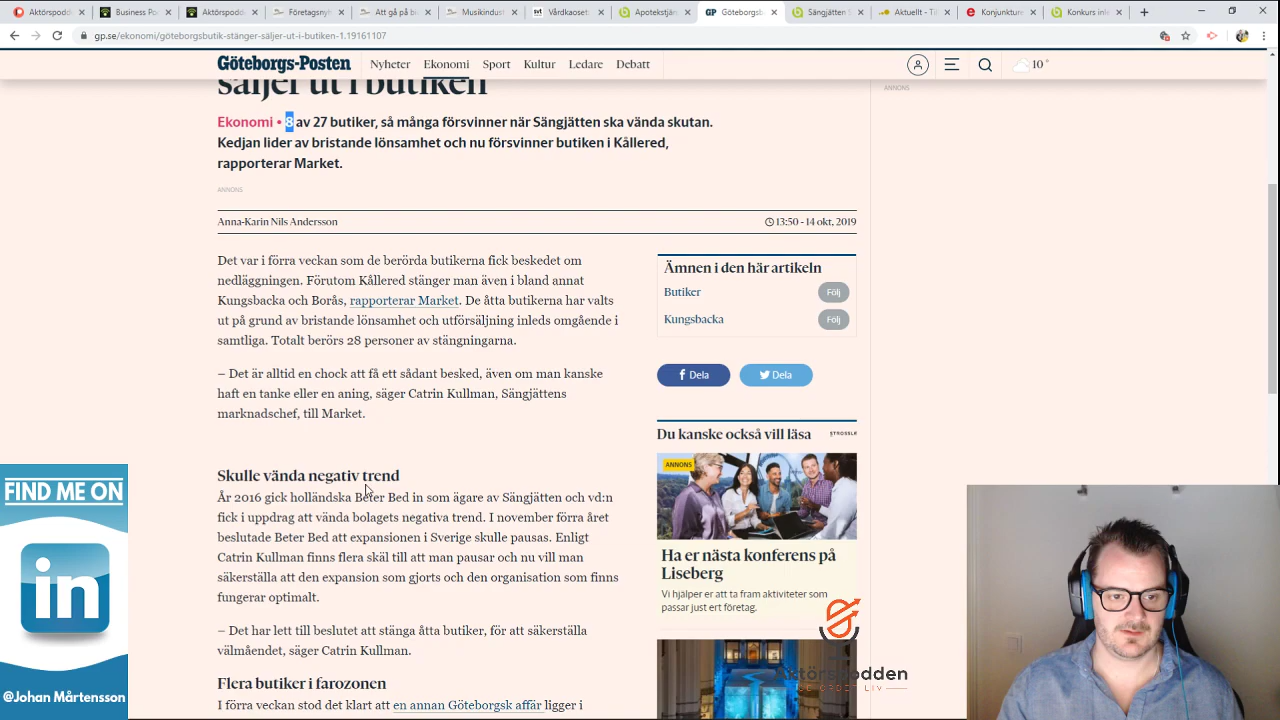 Aktörspodde
Business Po
Aktörspodd
Företagsnyh
Att gå på bi
Musikindust
svt
Vårdkaoset
Apotekstjän
GP
Göteborgsb
Sängjätten S
Aktuellt - Ti
Konjunkture
Konkurs inle
gp.se/ekonomi/göteborgsbutik-stänger-säljer-ut-i-butiken-1.19161107
Göteborgs-Posten
Nyheter
Ekonomi
Sport
Kultur
Ledare
Debatt
10°
säljer ut i butiken
ANNONS
Ekonomi • 8 av 27 butiker, så många försvinner när Sängjätten ska vända skutan.
Kedjan lider av bristande lönsamhet och nu försvinner butiken i Kållered,
rapporterar Market.
ANNONS
Anna-Karin Nils Andersson
13:50 - 14 okt, 2019
Det var i förra veckan som de berörda butikerna fick beskedet om
nedläggningen. Förutom Kållered stänger man även i bland annat
Kungsbacka och Borås, rapporterar Market. De åtta butikerna har valts
ut på grund av bristande lönsamhet och utförsäljning inleds omgående i
samtliga. Totalt berörs 28 personer av stängningarna.
– Det är alltid en chock att få ett sådant besked, även om man kanske
haft en tanke eller en aning, säger Catrin Kullman, Sängjättens
marknadschef, till Market.
Skulle vända negativ trend
År 2016 gick holländska Beter Bed in som ägare av Sängjätten och vd:n
fick i uppdrag att vända bolagets negativa trend. I november förra året
beslutade Beter Bed att expansionen i Sverige skulle pausas. Enligt
Catrin Kullman finns flera skäl till att man pausar och nu vill man
säkerställa att den expansion som gjorts och den organisation som finns
fungerar optimalt.
– Det har lett till beslutet att stänga åtta butiker, för att säkerställa
välmåendet, säger Catrin Kullman.
Flera butiker i farozonen
I förra veckan stod det klart att en annan Göteborgsk affär ligger i
Ämnen i den här artikeln
Butiker
Följ
Kungsbacka
Följ
Dela
Dela
Du kanske också vill läsa
STROSSLE
ANNONS
Ha er nästa konferens på
Liseberg
Vi hjälper er att ta fram aktiviteter som
passar just ert företag.
Aktörspodden
FIND ME ON
in
@Johan Mårtensson